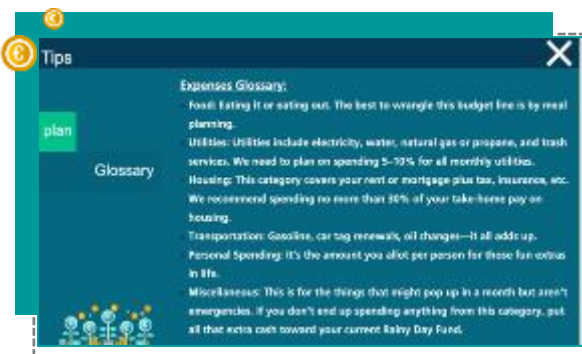 Tips
plan
Glossary
Expenses Glossary:
Food: Eating it or eating out. The best to wrangle this budget line is by meal
planning.
Utilities: Utilities include electricity, water, natural gas or propane, and trash
services. We need to plan on spending 5–10% for all monthly utilities.
Housing: This category covers your rent or mortgage plus tax, insurance, etc.
We recommend spending no more than 30% of your take-home pay on
housing.
Transportation: Gasoline, car tag renewals, oil changes—it all adds up.
Personal Spending: It's the amount you allot per person for those fun extras
in life.
Miscellaneous: This is for the things that might pop up in a month but aren't
emergencies. If you don't end up spending anything from this category, put
all that extra cash toward your current Rainy Day Fund.